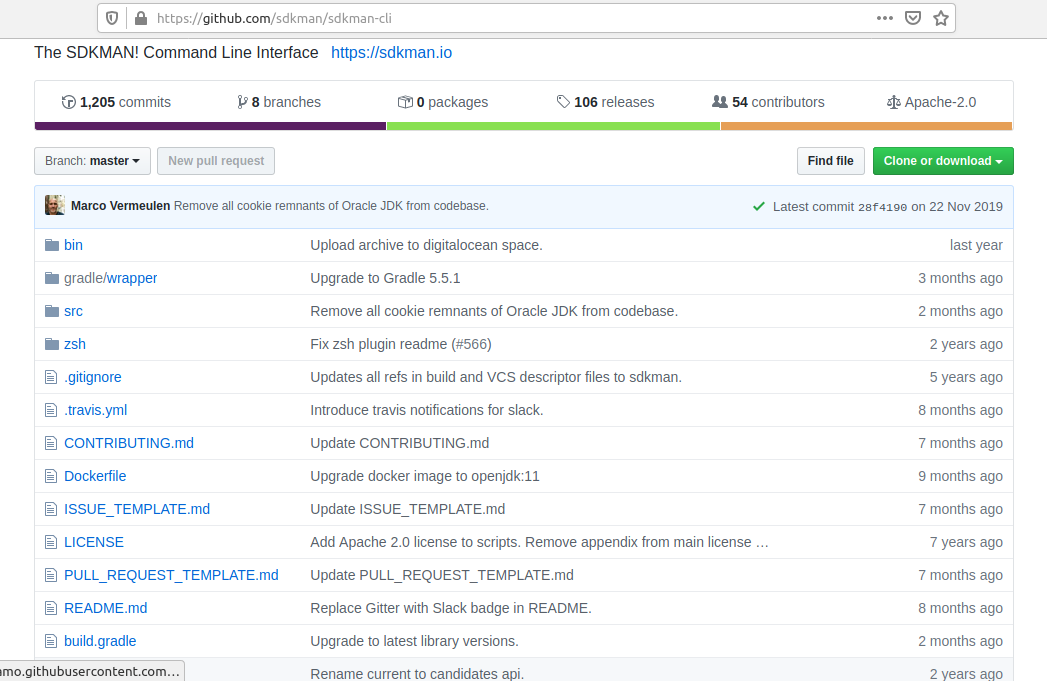 https://github.com/sdkman/sdkman-cli
The SDKMAN! Command Line Interface https://sdkman.io
1,205 commits 8 branches 0 packages 106 releases 54 contributors Apache-2.0
Branch: master New pull request Find file Clone or download
Marco Vermeulen Remove all cookie remnants of Oracle JDK from codebase. Latest commit 28f4190 on 22 Nov 2019
bin Upload archive to digitalocean space. last year
gradle/wrapper Upgrade to Gradle 5.5.1 3 months ago
src Remove all cookie remnants of Oracle JDK from codebase. 2 months ago
zsh Fix zsh plugin readme (#566) 2 years ago
.gitignore Updates all refs in build and VCS descriptor files to sdkman. 5 years ago
.travis.yml Introduce travis notifications for slack. 8 months ago
CONTRIBUTING.md Update CONTRIBUTING.md 7 months ago
Dockerfile Upgrade docker image to openjdk:11 9 months ago
ISSUE_TEMPLATE.md Update ISSUE_TEMPLATE.md 7 months ago
LICENSE Add Apache 2.0 license to scripts. Remove appendix from main license … 7 years ago
PULL_REQUEST_TEMPLATE.md Update PULL_REQUEST_TEMPLATE.md 7 months ago
README.md Replace Gitter with Slack badge in README. 8 months ago
build.gradle Upgrade to latest library versions. 2 months ago
amo.githubusercontent.com… Rename current to candidates api. 2 years ago